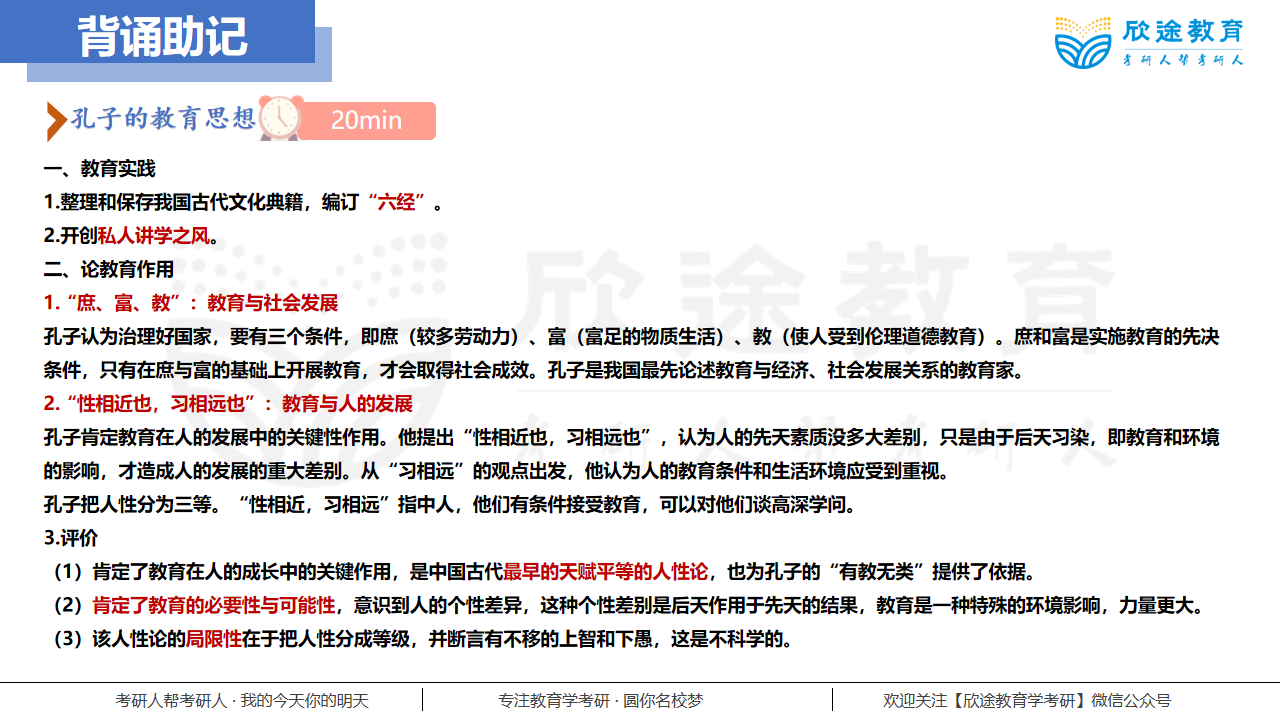 背诵助记
欣途教育
考研人帮考研人
孔子的教育思想
20min
一、教育实践
1.整理和保存我国古代文化典籍，编订“六经”。
2.开创私人讲学之风。
二、论教育作用
1.“庶、富、教”：教育与社会发展
孔子认为治理好国家，要有三个条件，即庶（较多劳动力）、富（富足的物质生活）、教（使人受到伦理道德教育）。庶和富是实施教育的先决
条件，只有在庶与富的基础上开展教育，才会取得社会成效。孔子是我国最先论述教育与经济、社会发展关系的教育家。
2.“性相近也，习相远也”：教育与人的发展
孔子肯定教育在人的发展中的关键性作用。他提出“性相近也，习相远也”，认为人的先天素质没多大差别，只是由于后天习染，即教育和环境
的影响，才造成人的发展的重大差别。从“习相远”的观点出发，他认为人的教育条件和生活环境应受到重视。
孔子把人性分为三等。“性相近，习相远”指中人，他们有条件接受教育，可以对他们谈高深学问。
3.评价
（1）肯定了教育在人的成长中的关键作用，是中国古代最早的天赋平等的人性论，也为孔子的“有教无类”提供了依据。
（2）肯定了教育的必要性与可能性，意识到人的个性差异，这种个性差别是后天作用于先天的结果，教育是一种特殊的环境影响，力量更大。
（3）该人性论的局限性在于把人性分成等级，并断言有不移的上智和下愚，这是不科学的。
欣途教育
考研人帮考研人
考研人帮考研人 · 我的今天你的明天
专注教育学考研 · 圆你名校梦
欢迎关注【欣途教育学考研】微信公众号